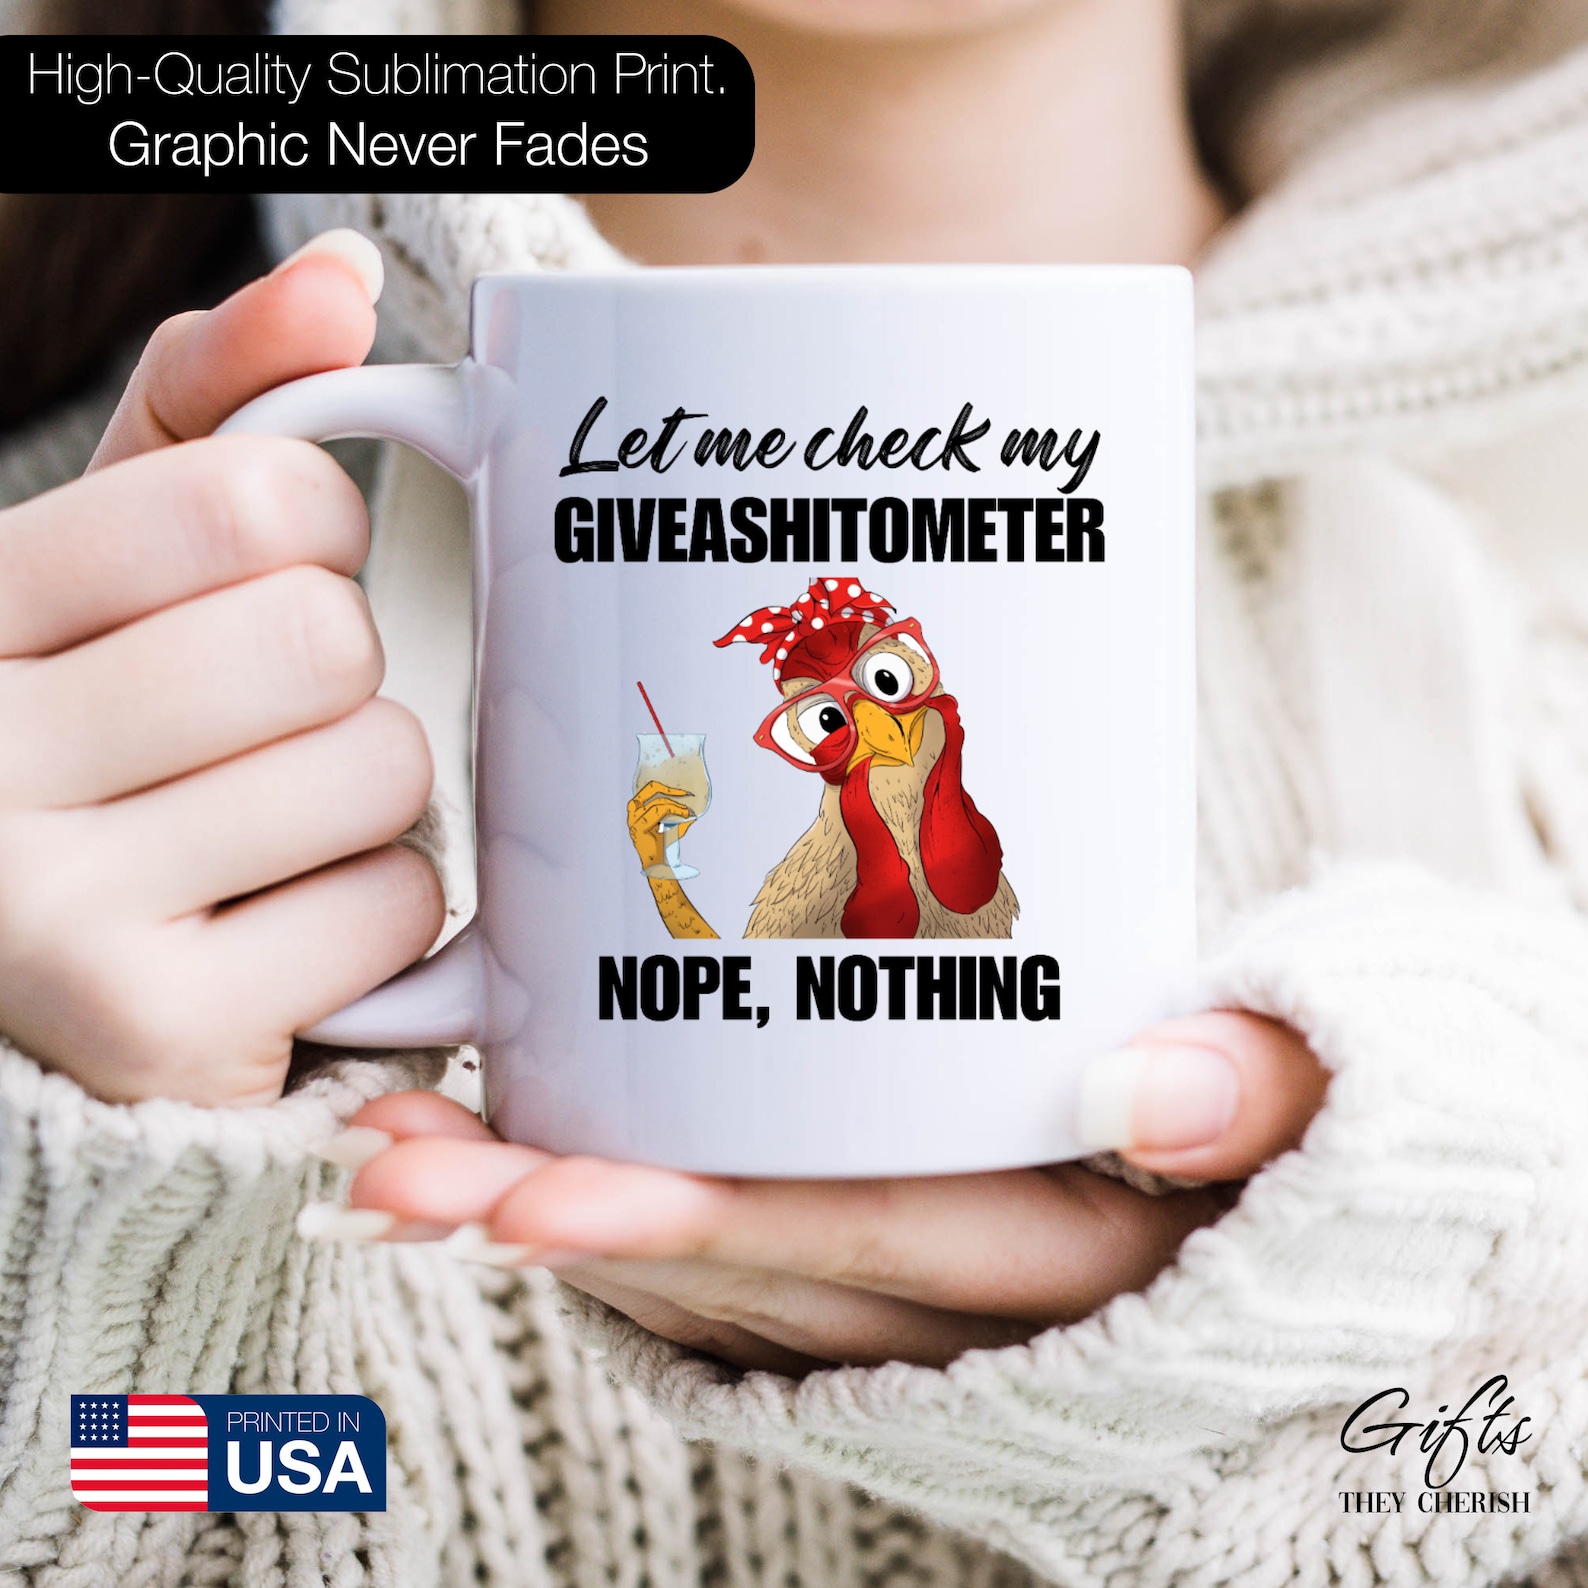 High-Quality Sublimation Print.
Graphic Never Fades
Let me check my
GIVEASHITOMETER
NOPE, NOTHING
PRINTED IN
USA
Gifts
THEY CHERISH